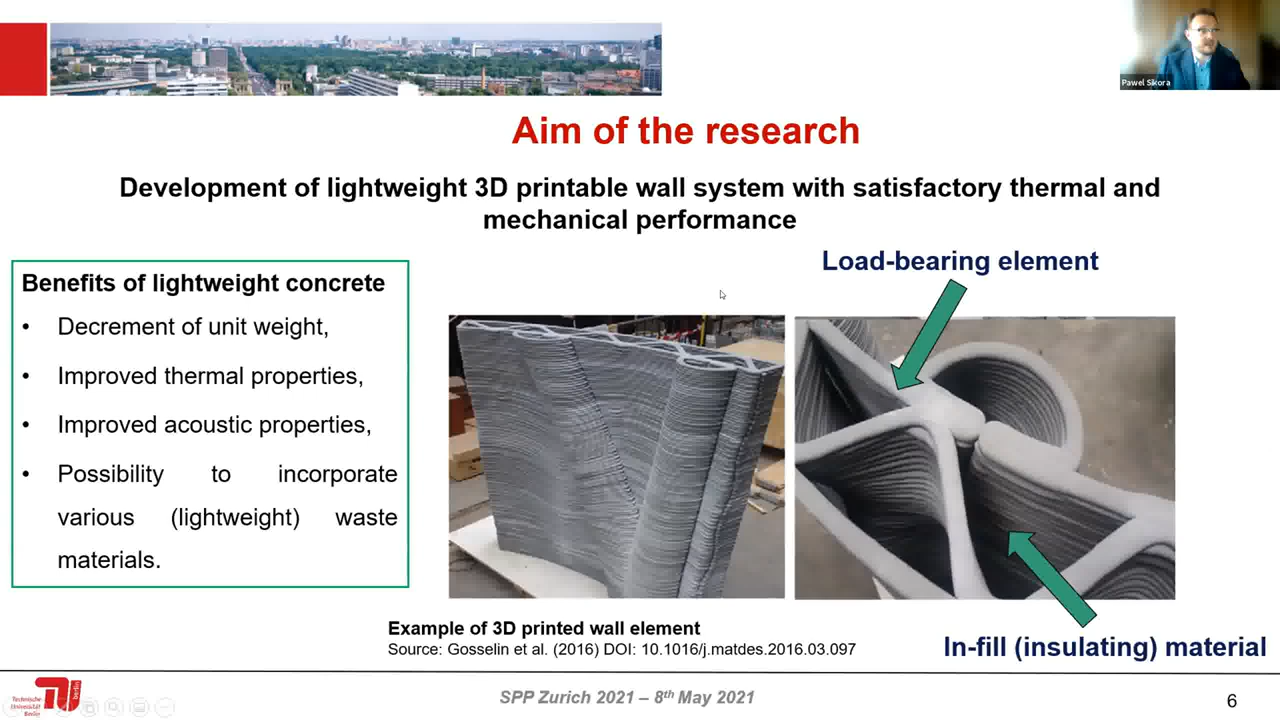 Pawel Sikora
Aim of the research
Development of lightweight 3D printable wall system with satisfactory thermal and
mechanical performance
Load-bearing element
Benefits of lightweight concrete
• Decrement of unit weight,
• Improved thermal properties,
• Improved acoustic properties,
• Possibility to incorporate
various (lightweight) waste
materials.
Example of 3D printed wall element
Source: Gosselin et al. (2016) DOI: 10.1016/j.matdes.2016.03.097
In-fill (insulating) material
Technische
Universität
Berlin
berlin
SPP Zurich 2021 – 8th May 2021
6